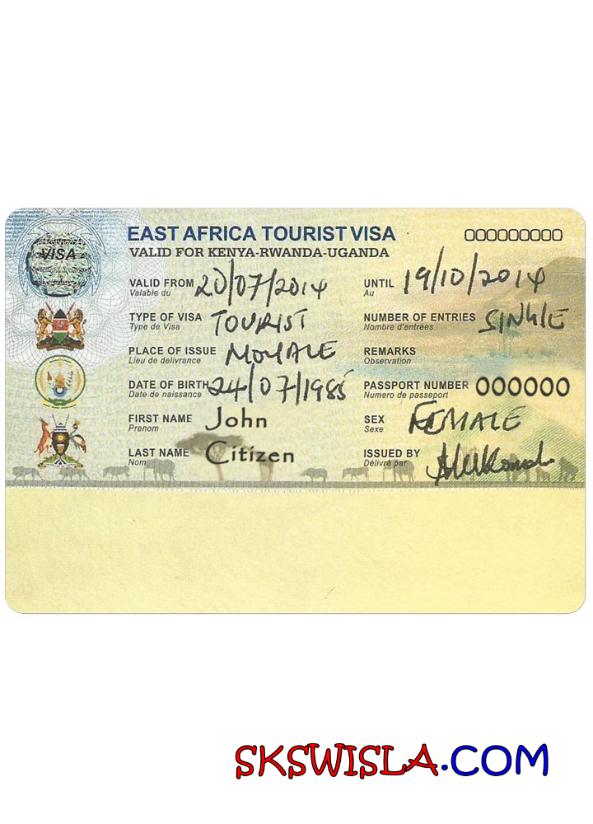 VISA
EAST AFRICA TOURIST VISA 000000000
VALID FOR KENYA-RWANDA-UGANDA
VALID FROM 20/07/2014 UNTIL 19/10/2014
Valable du Au
TYPE OF VISA TOURIST NUMBER OF ENTRIES SINGLE
Type de Visa Nombre d'entrées
PLACE OF ISSUE MOYALE REMARKS
Lieu de delivrance Observation
DATE OF BIRTH 24/07/1985 PASSPORT NUMBER 000000
Date de naissance Numero de passeport
FIRST NAME John SEX FEMALE
Prenom Sexe
LAST NAME Citizen ISSUED BY
Nom Délivré par
SKSWISLA.COM